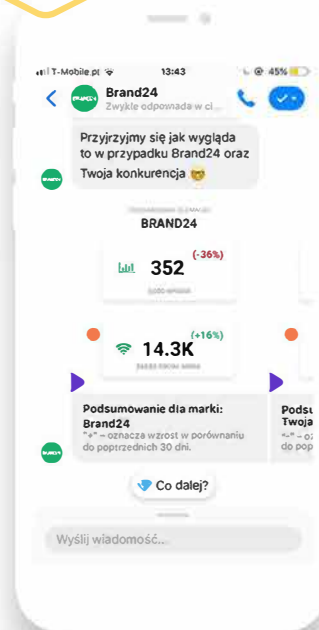 T-Mobile.pl 13:43 45%
Brand24
Zwykle odpowiada w ci...
Przyjrzyjmy się jak wygląda
to w przypadku Brand24 oraz
Twoja konkurencja
BRAND24
352 (-36%)
14.3K (+16%)
Podsumowanie dla marki:
Brand24
"+" – oznacza wzrost w porównaniu
do poprzednich 30 dni.
Podsu
Twoja
"-" – oz
do pop
Co dalej?
Wyślij wiadomość...